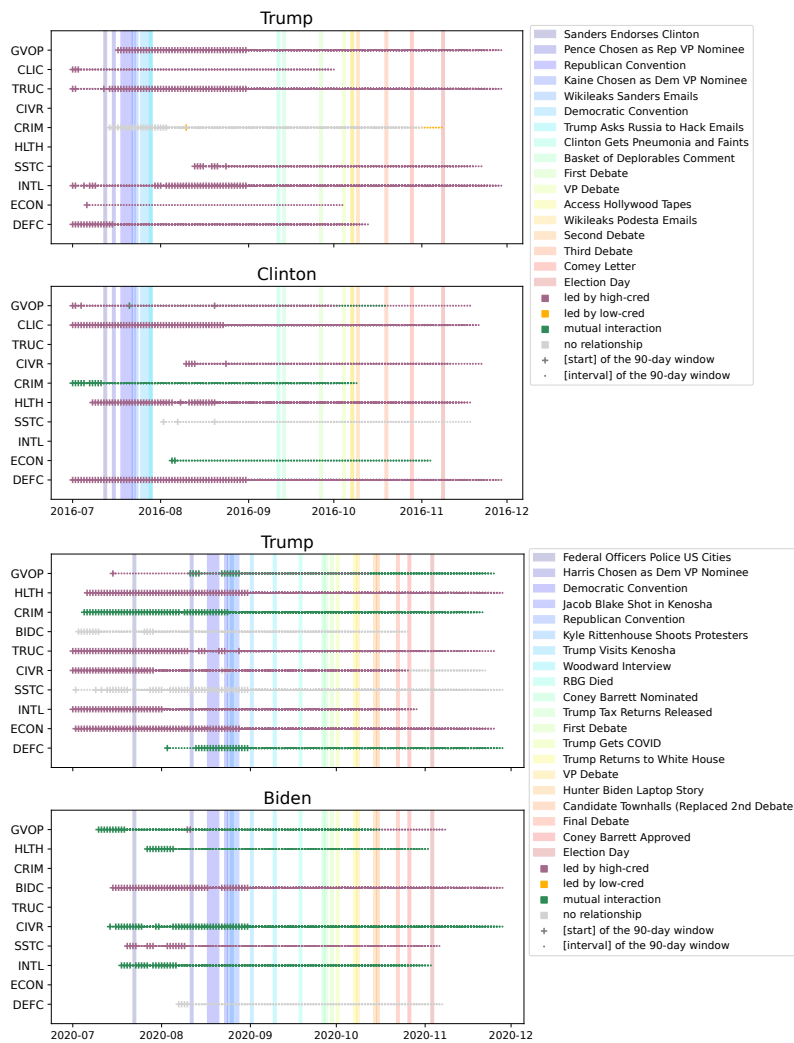 Trump
GVOP
CLIC
TRUC
CIVR
CRIM
HLTH
SSTC
INTL
ECON
DEFC
Sanders Endorses Clinton
Pence Chosen as Rep VP Nominee
Republican Convention
Kaine Chosen as Dem VP Nominee
Wikileaks Sanders Emails
Democratic Convention
Trump Asks Russia to Hack Emails
Clinton Gets Pneumonia and Faints
Basket of Deplorables Comment
First Debate
VP Debate
Access Hollywood Tapes
Wikileaks Podesta Emails
Second Debate
Third Debate
Comey Letter
Election Day
led by high-cred
led by low-cred
mutual interaction
no relationship
[start] of the 90-day window
[interval] of the 90-day window
Clinton
GVOP
CLIC
TRUC
CIVR
CRIM
HLTH
SSTC
INTL
ECON
DEFC
2016-07 2016-08 2016-09 2016-10 2016-11 2016-12
Trump
GVOP
HLTH
CRIM
BIDC
TRUC
CIVR
SSTC
INTL
ECON
DEFC
Federal Officers Police US Cities
Harris Chosen as Dem VP Nominee
Democratic Convention
Jacob Blake Shot in Kenosha
Republican Convention
Kyle Rittenhouse Shoots Protesters
Trump Visits Kenosha
Woodward Interview
RBG Died
Coney Barrett Nominated
Trump Tax Returns Released
First Debate
Trump Gets COVID
Trump Returns to White House
VP Debate
Hunter Biden Laptop Story
Candidate Townhalls (Replaced 2nd Debate
Final Debate
Coney Barrett Approved
Election Day
led by high-cred
led by low-cred
mutual interaction
no relationship
[start] of the 90-day window
[interval] of the 90-day window
Biden
GVOP
HLTH
CRIM
BIDC
TRUC
CIVR
SSTC
INTL
ECON
DEFC
2020-07 2020-08 2020-09 2020-10 2020-11 2020-12